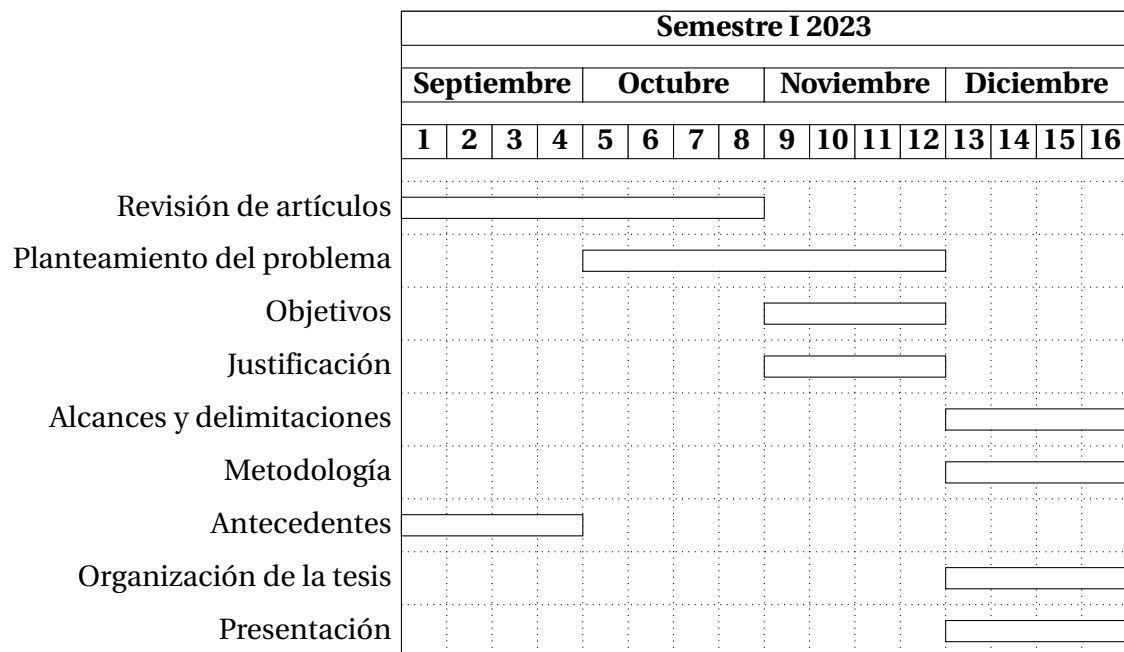 Semestre I 2023
Septiembre Octubre Noviembre Diciembre
1 2 3 4 5 6 7 8 9 10 11 12 13 14 15 16
Revisión de artículos
Planteamiento del problema
Objetivos
Justificación
Alcances y delimitaciones
Metodología
Antecedentes
Organización de la tesis
Presentación